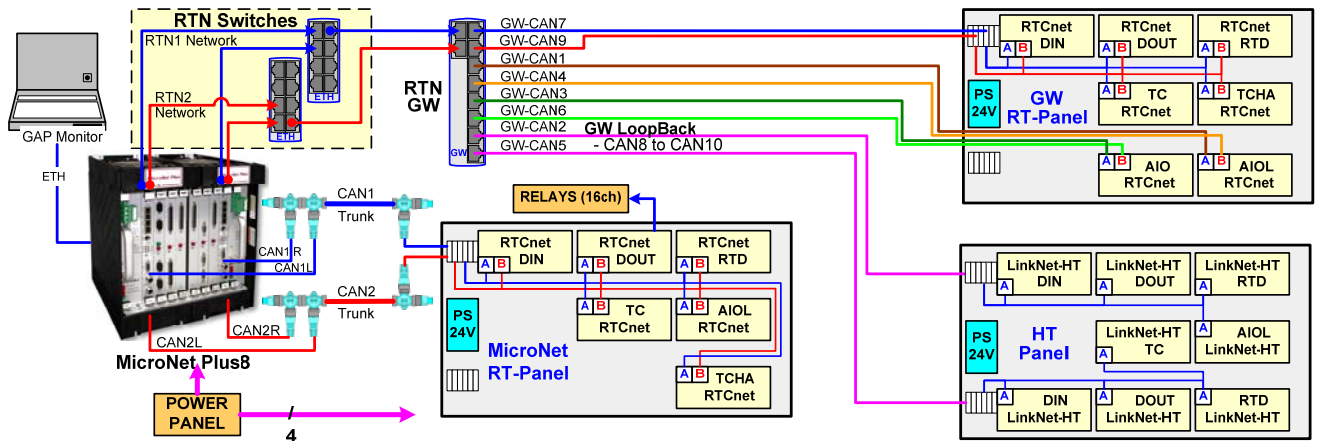 RTN Switches
RTN1 Network
ETH
RTN2
Network
ETH
GAP Monitor
ETH
RTN
GW
GW
GW-CAN7
GW-CAN9
GW-CAN1
GW-CAN4
GW-CAN3
GW-CAN6
GW-CAN2
GW-CAN5
GW LoopBack
- CAN8 to CAN10
RTCnet
DIN
A B
RTCnet
DOUT
A B
RTCnet
RTD
A B
PS
24V
GW
RT-Panel
A B
TC
RTCnet
A B
TCHA
RTCnet
A B
AIO
RTCnet
A B
AIOL
RTCnet
CAN1
Trunk
CAN1R
CAN1L
CAN2
Trunk
CAN2R
CAN2L
MicroNet Plus8
POWER
PANEL
/
4
RELAYS (16ch)
RTCnet
DIN
A B
RTCnet
DOUT
A B
RTCnet
RTD
A B
PS
24V
A B
TC
RTCnet
A B
AIOL
RTCnet
MicroNet
RT-Panel
A B
TCHA
RTCnet
LinkNet-HT
DIN
A
LinkNet-HT
DOUT
A
LinkNet-HT
RTD
A
PS
24V
HT
Panel
LinkNet-HT
TC
A
A
AIOL
LinkNet-HT
A
DIN
LinkNet-HT
A
DOUT
LinkNet-HT
A
RTD
LinkNet-HT